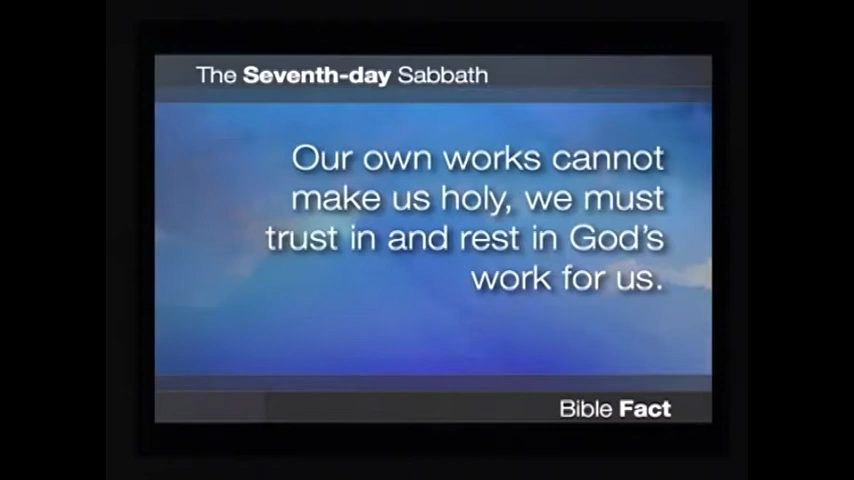 The Seventh-day Sabbath
Our own works cannot
make us holy, we must
trust in and rest in God's
work for us.
Bible Fact